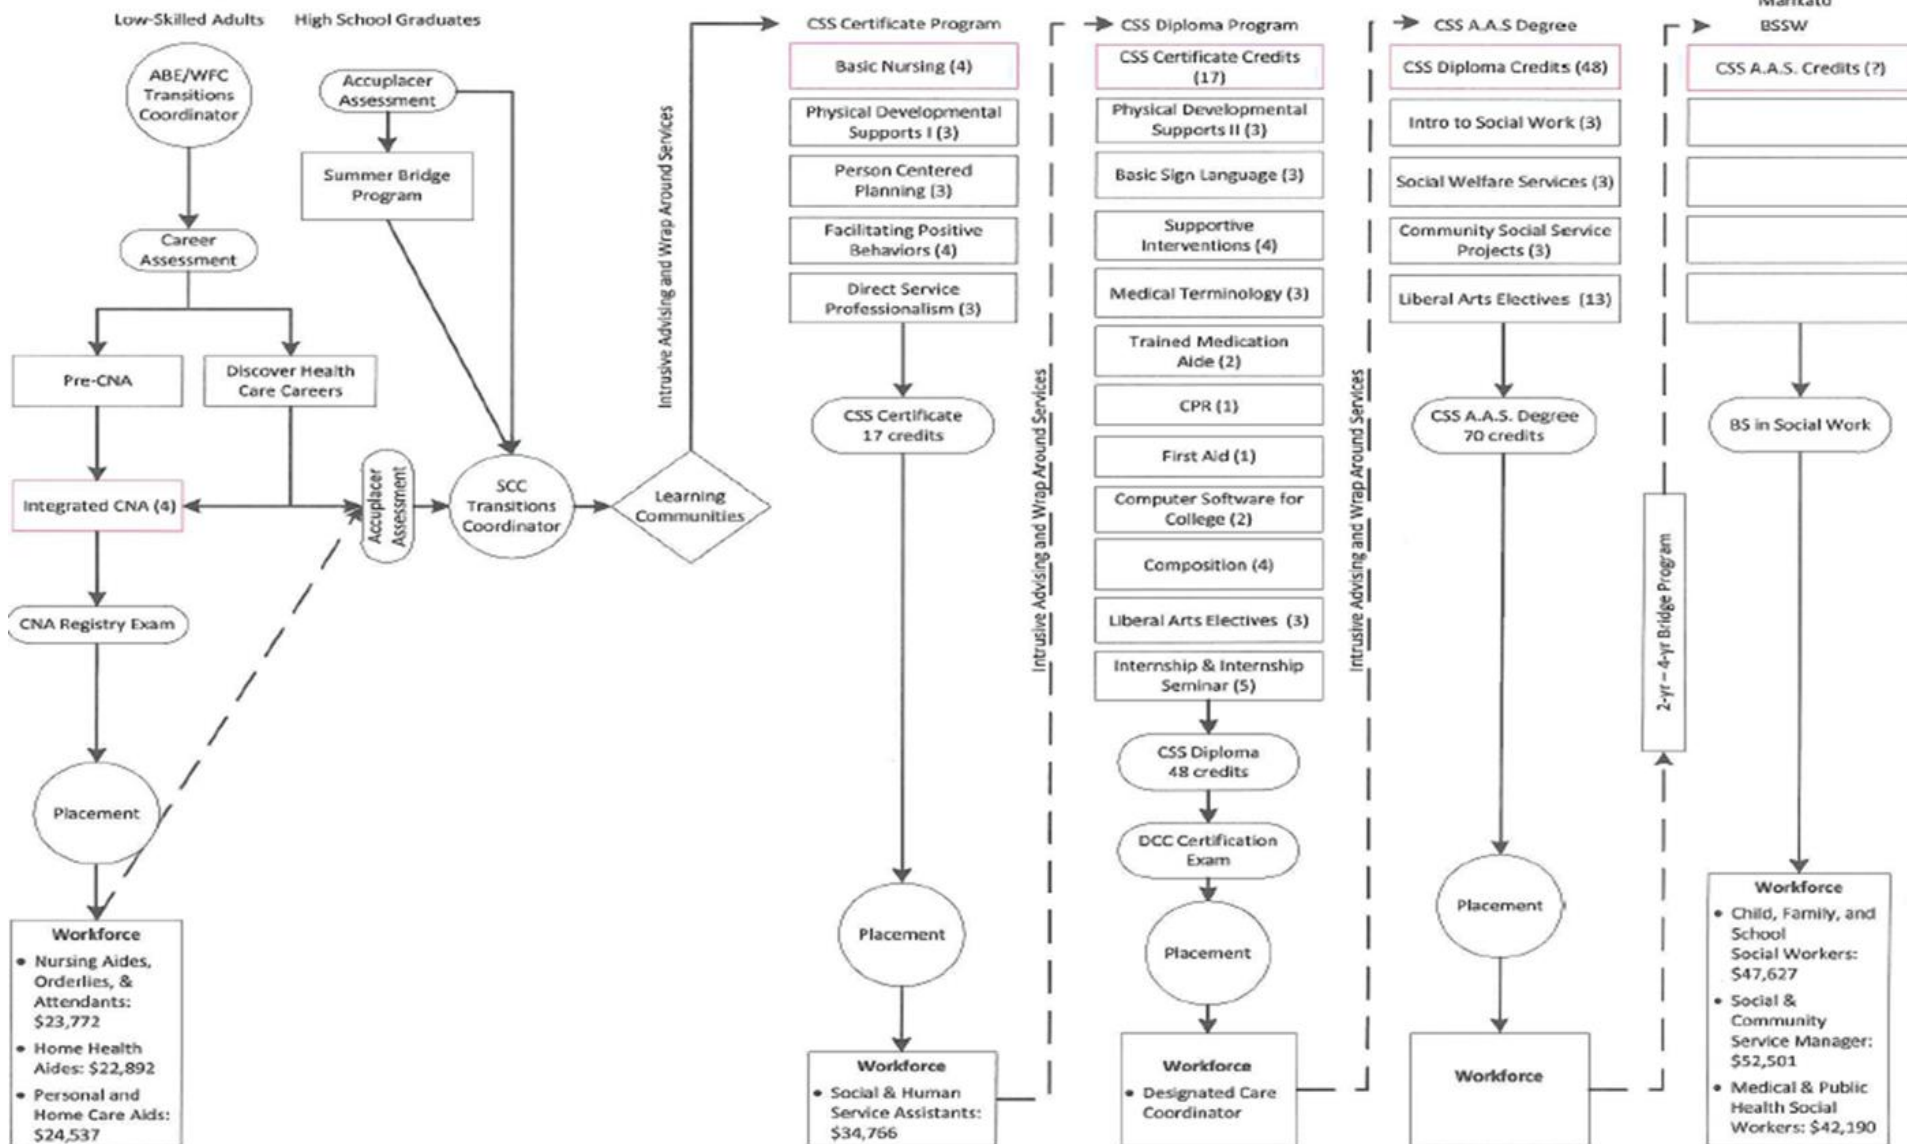 Low-Skilled Adults
High School Graduates
ABE/WFC
Transitions
Coordinator
Career
Assessment
Pre-CNA
Discover Health
Care Careers
Integrated CNA (4)
CNA Registry Exam
Placement
Workforce
• Nursing Aides,
Orderlies, &
Attendants:
$23,772
• Home Health
Aides: $22,892
• Personal and
Home Care Aids:
$24,537
Accuplacer
Assessment
Summer Bridge
Program
Accuplacer
Assessment
SCC
Transitions
Coordinator
Learning
Communities
Intrusive Advising and Wrap Around Services
CSS Certificate Program
Basic Nursing (4)
Physical Developmental
Supports I (3)
Person Centered
Planning (3)
Facilitating Positive
Behaviors (4)
Direct Service
Professionalism (3)
CSS Certificate
17 credits
Placement
Workforce
• Social & Human
Service Assistants:
$34,766
Intrusive Advising and Wrap Around Services
CSS Diploma Program
CSS Certificate Credits
(17)
Physical Developmental
Supports II (3)
Basic Sign Language (3)
Supportive
Interventions (4)
Medical Terminology (3)
Trained Medication
Aide (2)
CPR (1)
First Aid (1)
Computer Software for
College (2)
Composition (4)
Liberal Arts Electives (3)
Internship & Internship
Seminar (5)
CSS Diploma
48 credits
DCC Certification
Exam
Placement
Workforce
• Designated Care
Coordinator
Intrusive Advising and Wrap Around Services
CSS A.A.S Degree
CSS Diploma Credits (48)
Intro to Social Work (3)
Social Welfare Services (3)
Community Social Service
Projects (3)
Liberal Arts Electives (13)
CSS A.A.S. Degree
70 credits
Placement
Workforce
2-yr – 4-yr Bridge Program
Mankato
BSSW
CSS A.A.S. Credits (?)
BS in Social Work
Workforce
• Child, Family, and
School
Social Workers:
$47,627
• Social &
Community
Service Manager:
$52,501
• Medical & Public
Health Social
Workers: $42,190